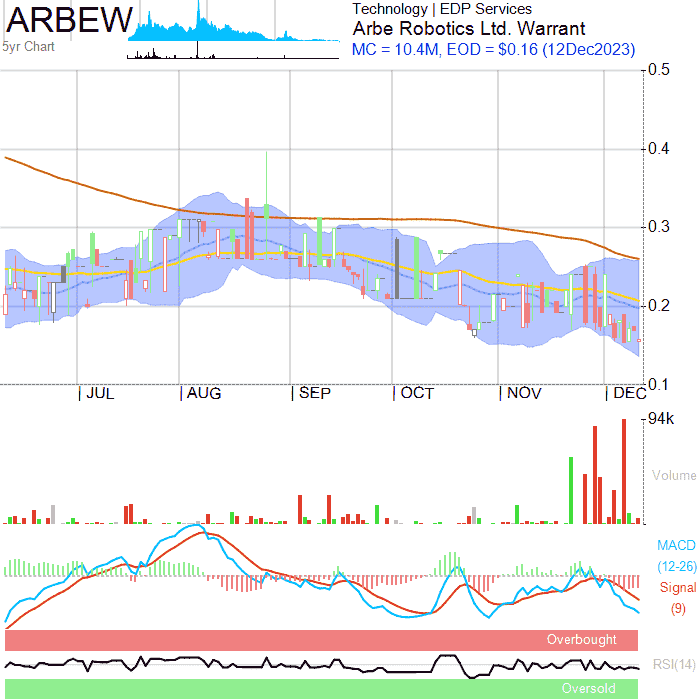 ARBEW
5yr Chart
Technology | EDP Services
Arbe Robotics Ltd. Warrant
MC = 10.4M, EOD = $0.16 (12Dec2023)
0.5
0.4
0.3
0.2
0.1
JUL AUG SEP OCT NOV DEC
94k
Volume
MACD
(12-26)
Signal
(9)
Overbought
RSI(14)
Oversold